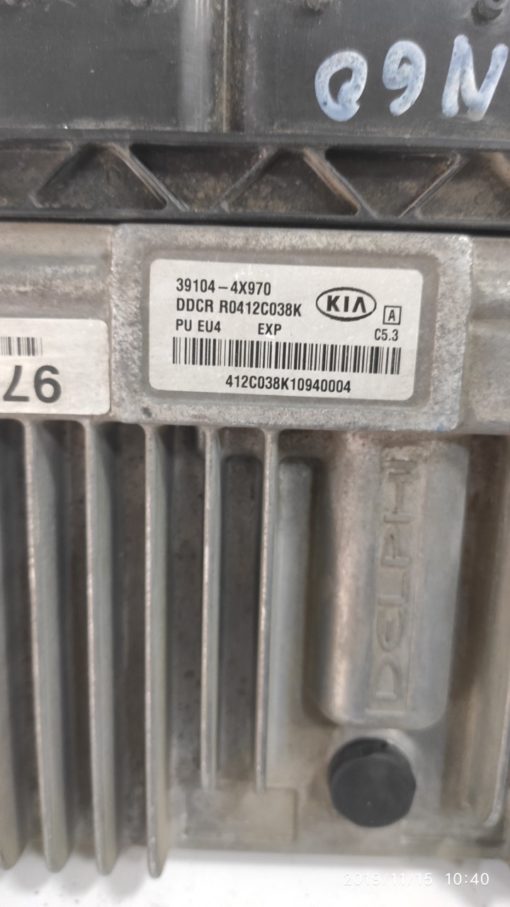 Q9N
39104-4X970
DDCR R0412C038K
KIA
A
PU EU4 EXP
C5.3
412C038K10940004
97
DELPHI
2019/11/15 10:40